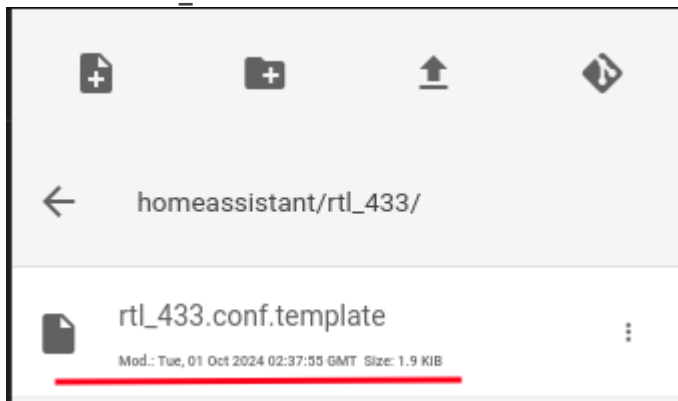 homeassistant/rtl_433/
rtl_433.conf.template
Mod.: Tue, 01 Oct 2024 02:37:55 GMT Size: 1.9 KiB